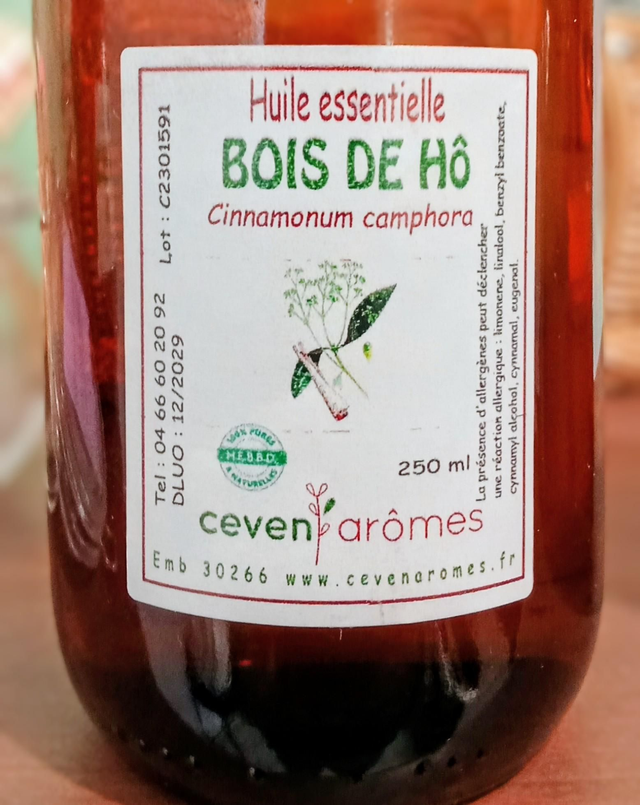 Huile essentielle
BOIS DE HÔ
Cinnamonum camphora
Lot : C2301591
Tel : 04 66 60 20 92
DLUO : 12/2029
La présence d'allergènes peut déclencher
une réaction allergique : limonene, linalool, benzyl benzoate,
cynnamyl alcohol, cynnamal, eugenol.
100% PURES
H.E.B.B.D.
& NATURELLES
250 ml
ceven arômes
Emb 30266 www.cevenaromes.fr